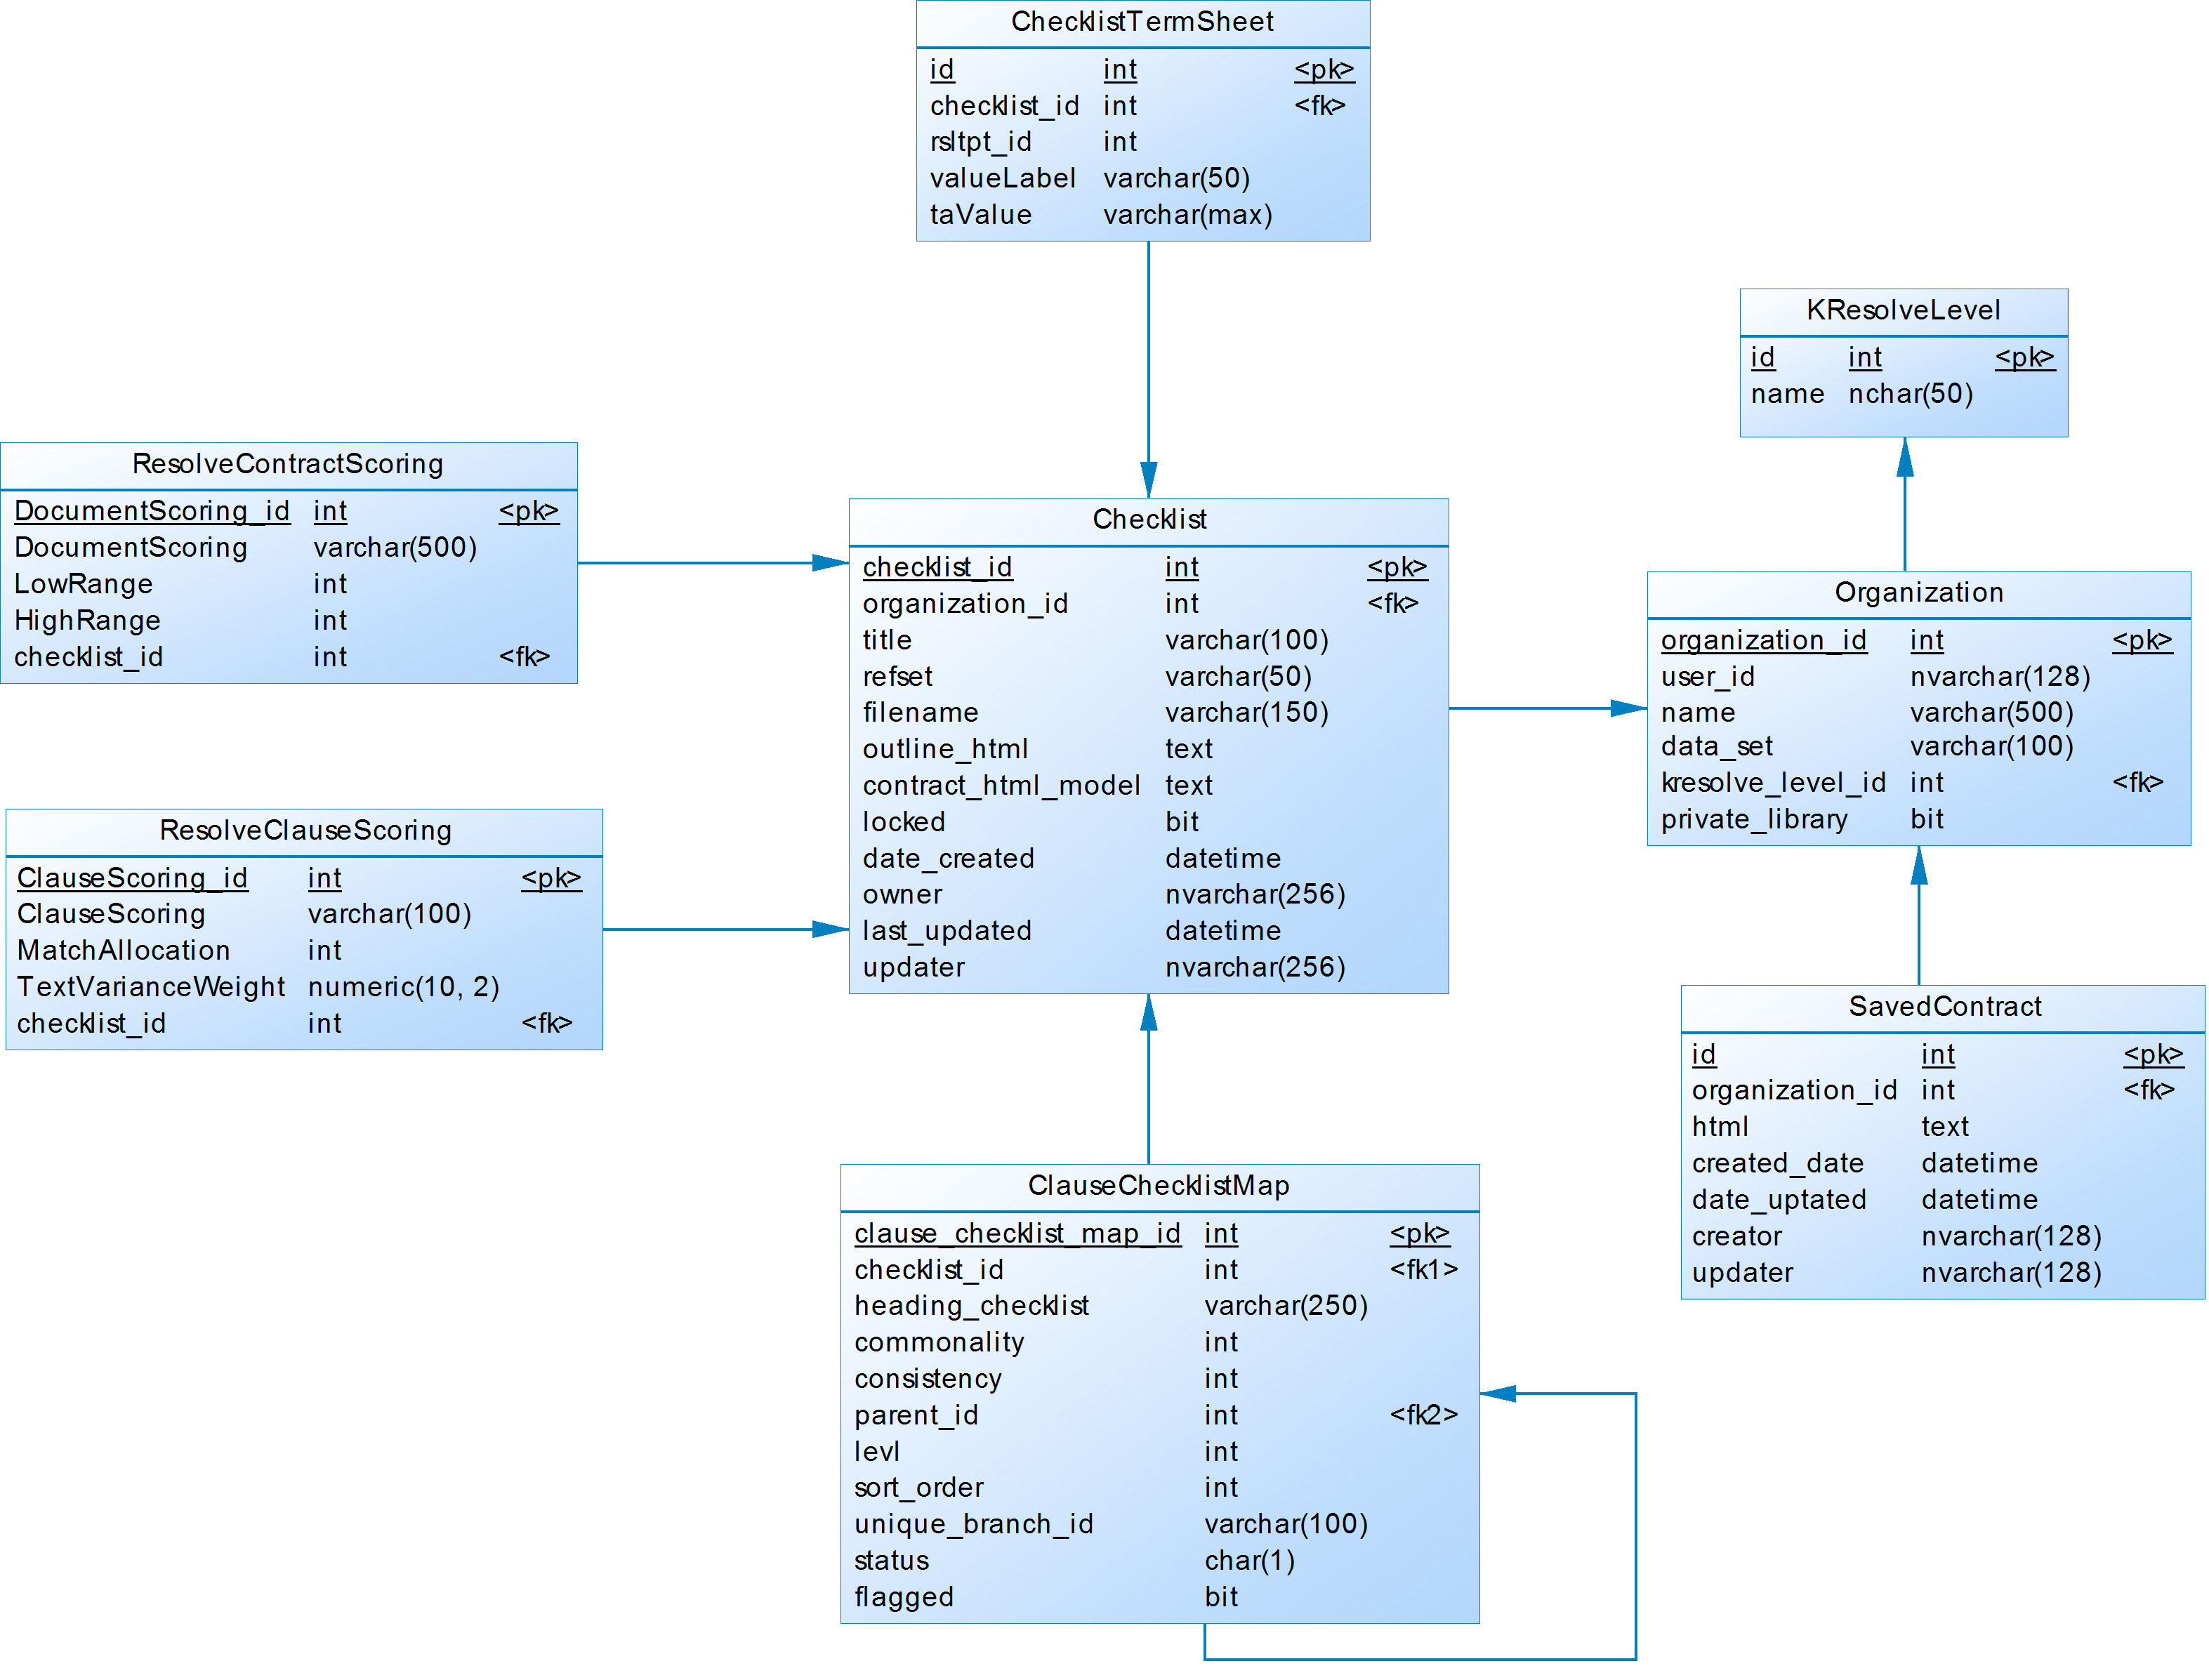 ChecklistTermSheet
id int <pk>
checklist_id int <fk>
rsltpt_id int
valueLabel varchar(50)
taValue varchar(max)
KResolveLevel
id int <pk>
name nchar(50)
ResolveContractScoring
DocumentScoring_id int <pk>
DocumentScoring varchar(500)
LowRange int
HighRange int
checklist_id int <fk>
Checklist
checklist_id int <pk>
organization_id int <fk>
title varchar(100)
refset varchar(50)
filename varchar(150)
outline_html text
contract_html_model text
locked bit
date_created datetime
owner nvarchar(256)
last_updated datetime
updater nvarchar(256)
Organization
organization_id int <pk>
user_id nvarchar(128)
name varchar(500)
data_set varchar(100)
kresolve_level_id int <fk>
private_library bit
ResolveClauseScoring
ClauseScoring_id int <pk>
ClauseScoring varchar(100)
MatchAllocation int
TextVarianceWeight numeric(10, 2)
checklist_id int <fk>
SavedContract
id int <pk>
organization_id int <fk>
html text
created_date datetime
date_uptated datetime
creator nvarchar(128)
updater nvarchar(128)
ClauseChecklistMap
clause_checklist_map_id int <pk>
checklist_id int <fk1>
heading_checklist varchar(250)
commonality int
consistency int
parent_id int <fk2>
levl int
sort_order int
unique_branch_id varchar(100)
status char(1)
flagged bit